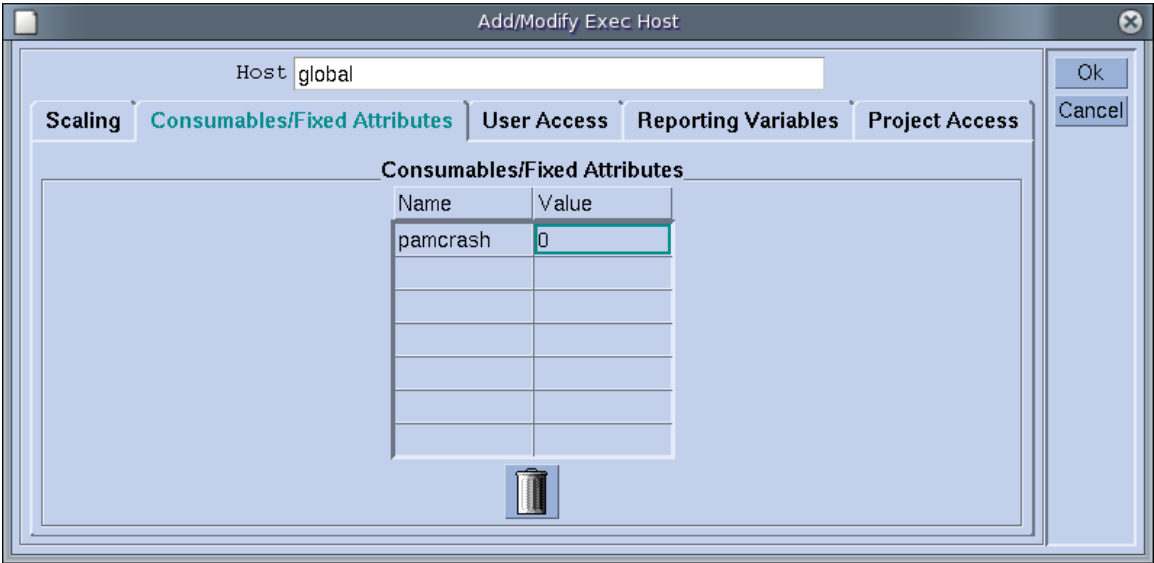 Add/Modify Exec Host
Host global
Ok
Cancel
Scaling Consumables/Fixed Attributes User Access Reporting Variables Project Access
Consumables/Fixed Attributes
Name Value
pamcrash 0